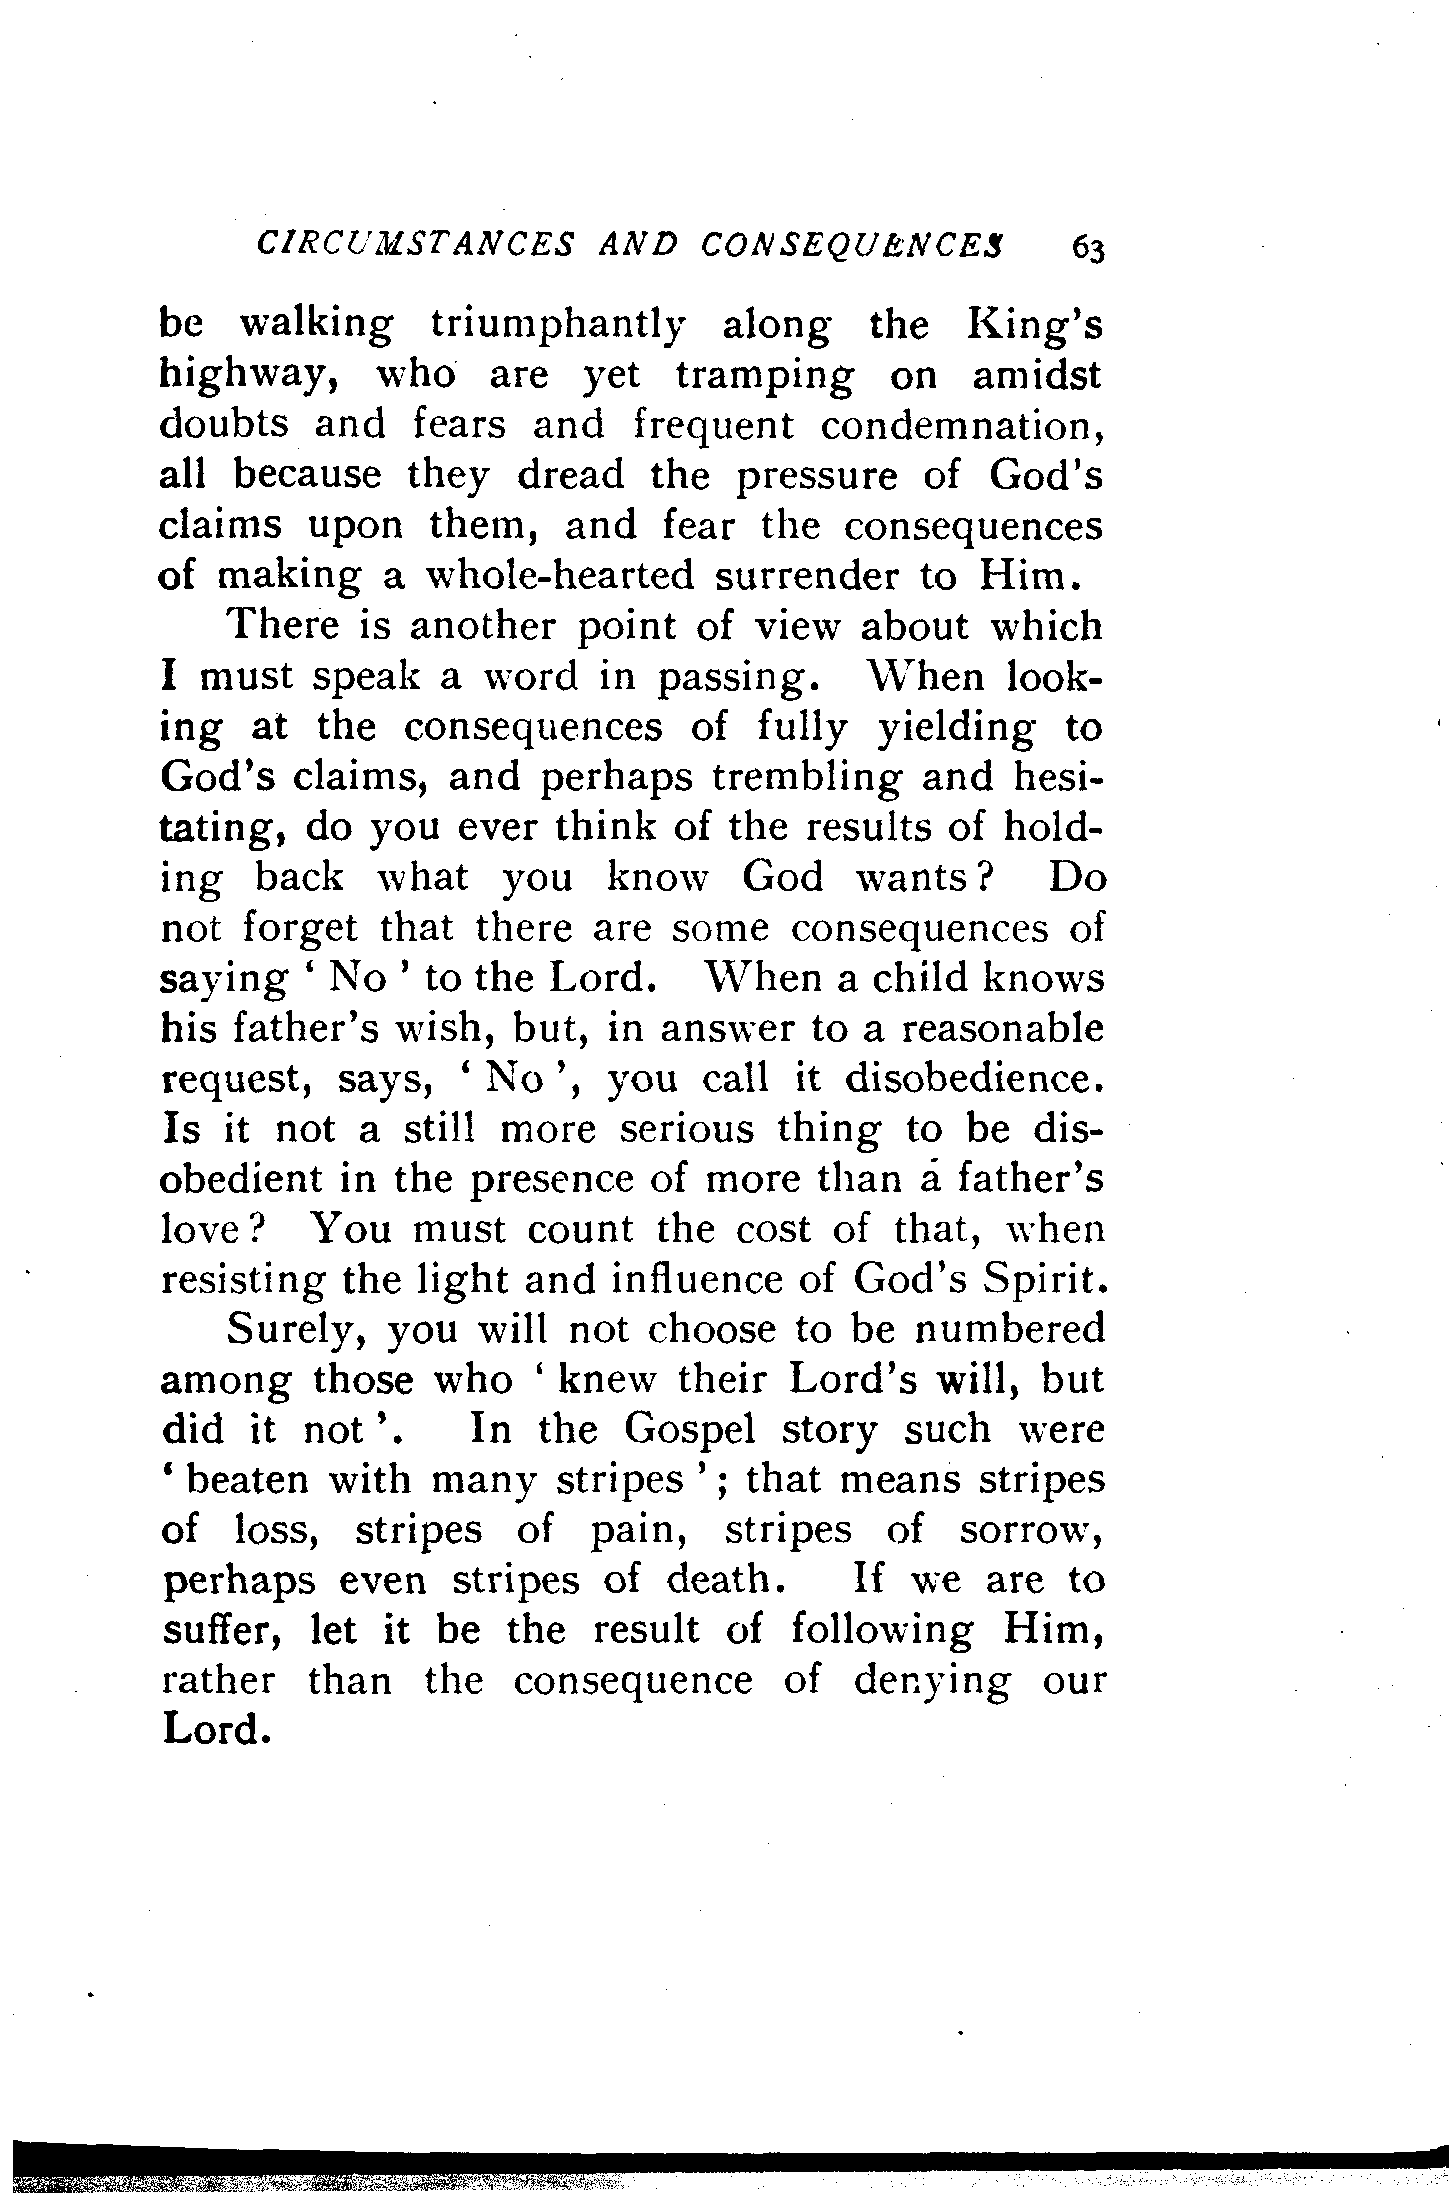 CIRCUMSTANCES AND CONSEQUENCES 63
be walking triumphantly along the King's
highway, who are yet tramping on amidst
doubts and fears and frequent condemnation,
all because they dread the pressure of God's
claims upon them, and fear the consequences
of making a whole-hearted surrender to Him.
There is another point of view about which
I must speak a word in passing. When look-
ing at the consequences of fully yielding to
God's claims, and perhaps trembling and hesi-
tating, do you ever think of the results of hold-
ing back what you know God wants? Do
not forget that there are some consequences of
saying ‘ No ’ to the Lord. When a child knows
his father's wish, but, in answer to a reasonable
request, says, ‘ No ’, you call it disobedience.
Is it not a still more serious thing to be dis-
obedient in the presence of more than a father's
love? You must count the cost of that, when
resisting the light and influence of God's Spirit.
Surely, you will not choose to be numbered
among those who ‘ knew their Lord's will, but
did it not ’. In the Gospel story such were
‘ beaten with many stripes ’; that means stripes
of loss, stripes of pain, stripes of sorrow,
perhaps even stripes of death. If we are to
suffer, let it be the result of following Him,
rather than the consequence of denying our
Lord.